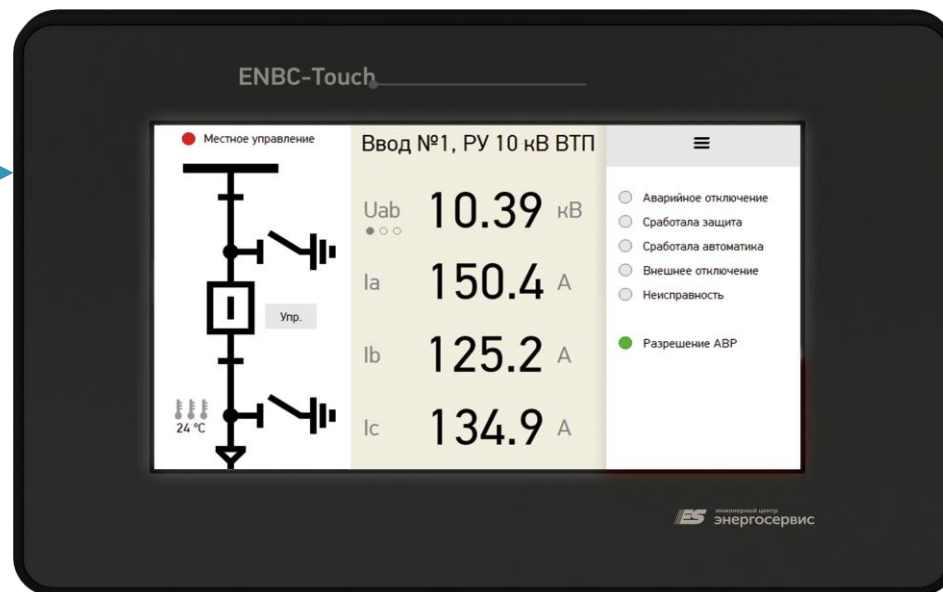 ENBC-Touch
Местное управление
Упр.
24 °C
Ввод №1, РУ 10 кВ ВТП
Uab 10.39 кВ
Ia 150.4 А
Ib 125.2 А
Ic 134.9 А
Аварийное отключение
Сработала защита
Сработала автоматика
Внешнее отключение
Неисправность
Разрешение АВР
ES инженерный центр
энергосервис